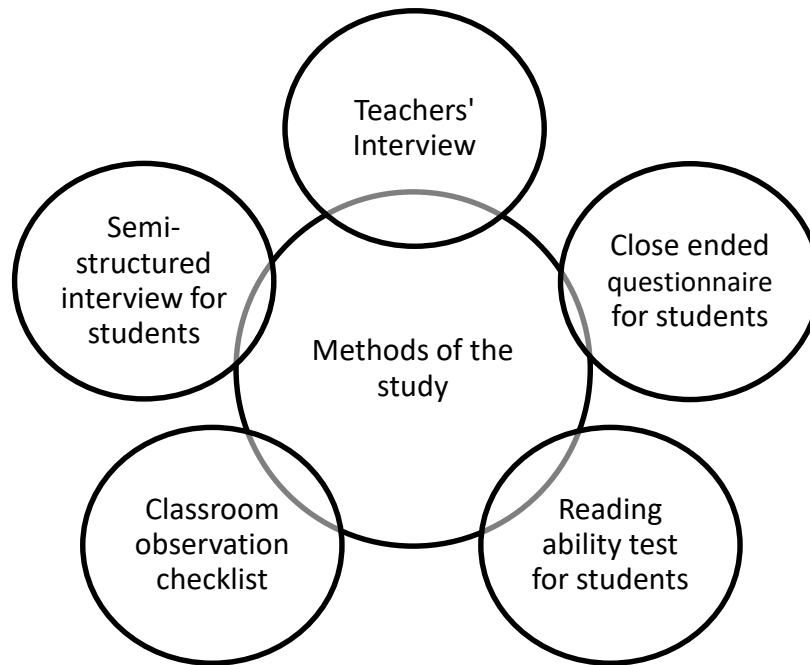 Teachers'
Interview
Semi-
structured
interview for
students
Close ended
questionnaire
for students
Methods of the
study
Classroom
observation
checklist
Reading
ability test
for students